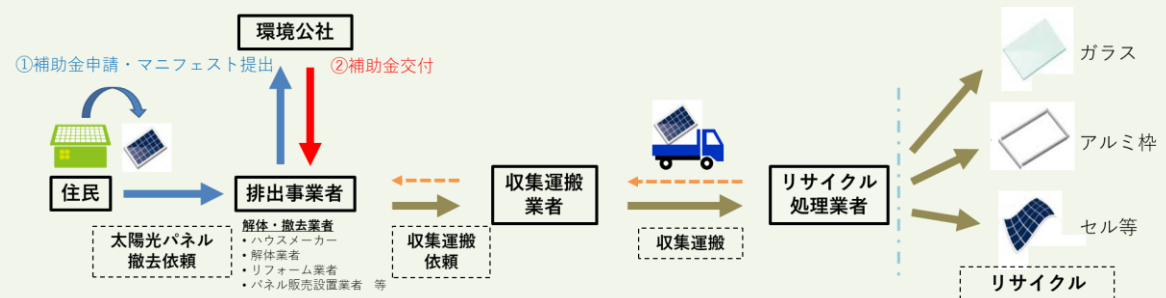 環境公社
①補助金申請・マニフェスト提出
②補助金交付
住民
太陽光パネル
撤去依頼
排出事業者
解体・撤去業者
• ハウスメーカー
• 解体業者
• リフォーム業者
• パネル販売設置業者 等
収集運搬
依頼
収集運搬
業者
収集運搬
リサイクル
処理業者
ガラス
アルミ枠
セル等
リサイクル